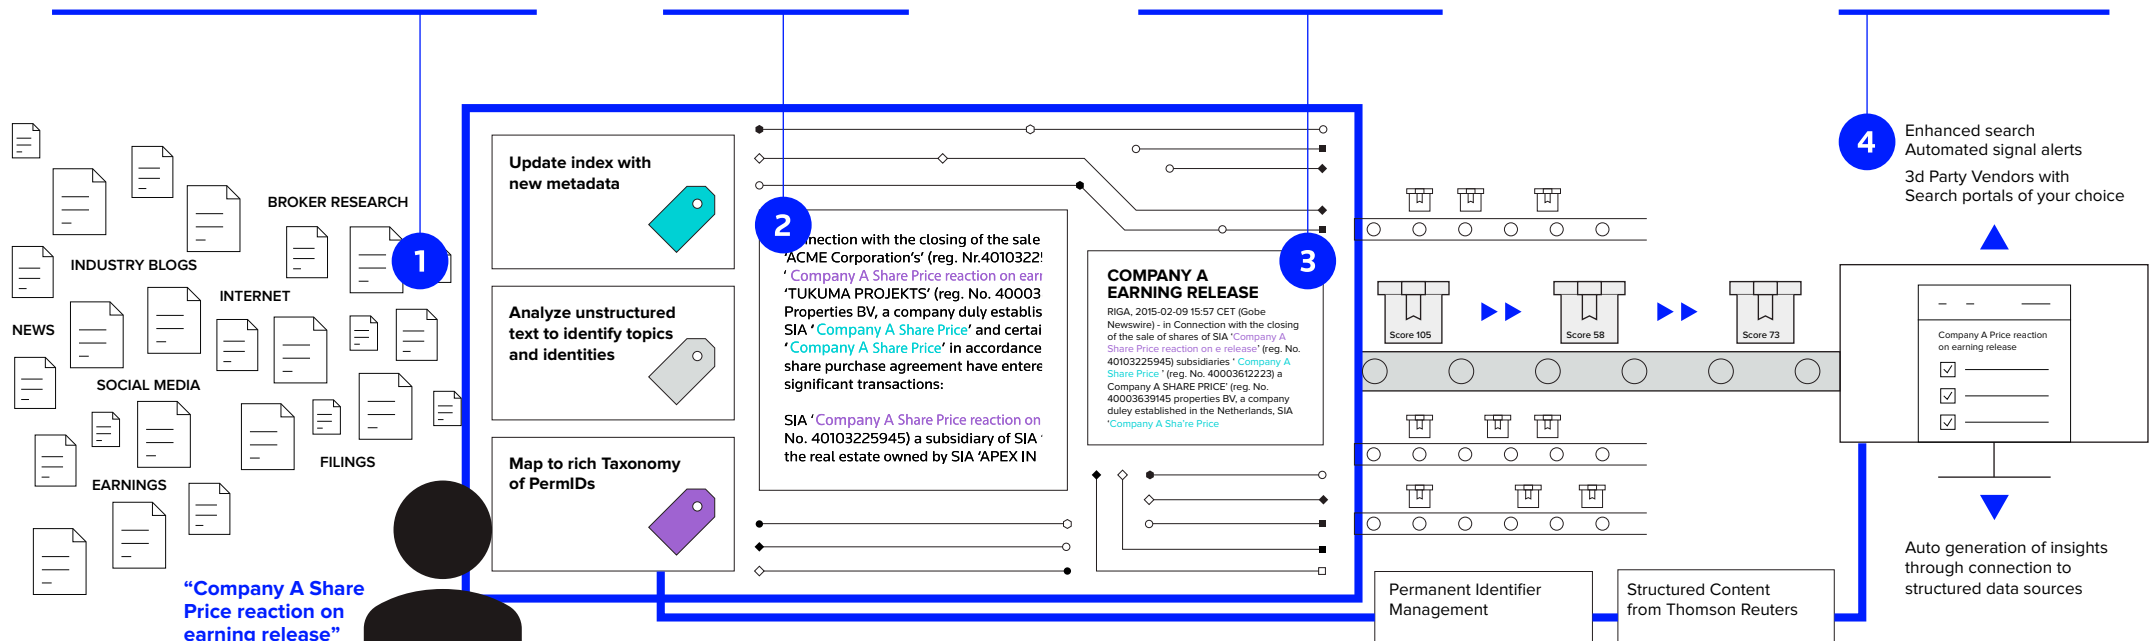 BROKER RESEARCH
INDUSTRY BLOGS
INTERNET
NEWS
SOCIAL MEDIA
FILINGS
EARNINGS
“Company A Share
Price reaction on
earning release”
1
Update index with
new metadata
Analyze unstructured
text to identify topics
and identities
Map to rich Taxonomy
of PermIDs
2
nection with the closing of the sale
‘ACME Corporation's’ (reg. Nr.4010322
‘ Company A Share Price reaction on earr
‘TUKUMA PROJEKTS’ (reg. No. 40003
Properties BV, a company duly establis
SIA ‘ Company A Share Price’ and certai
‘Company A Share Price’ in accordance
share purchase agreement have entere
significant transactions:
SIA ‘ Company A Share Price reaction on
No. 40103225945) a subsidiary of SIA ‘
the real estate owned by SIA ‘APEX IN
3
COMPANY A
EARNING RELEASE
RIGA, 2015-02-09 15:57 CET (Gobe
Newswire) - in Connection with the closing
of the sale of shares of SIA ‘Company A
Share Price reaction on e release’ (reg. No.
40103225945) subsidiaries ‘ Company A
Share Price ’ (reg. No. 40003612223) a
Company A SHARE PRICE’ (reg. No.
40003639145 properties BV, a company
duley established in the Netherlands, SIA
‘Company A Sha’re Price
Score 105
Score 58
Score 73
4
Enhanced search
Automated signal alerts
3d Party Vendors with
Search portals of your choice
Company A Price reaction
on earning release
Auto generation of insights
through connection to
structured data sources
Permanent Identifier
Management
Structured Content
from Thomson Reuters